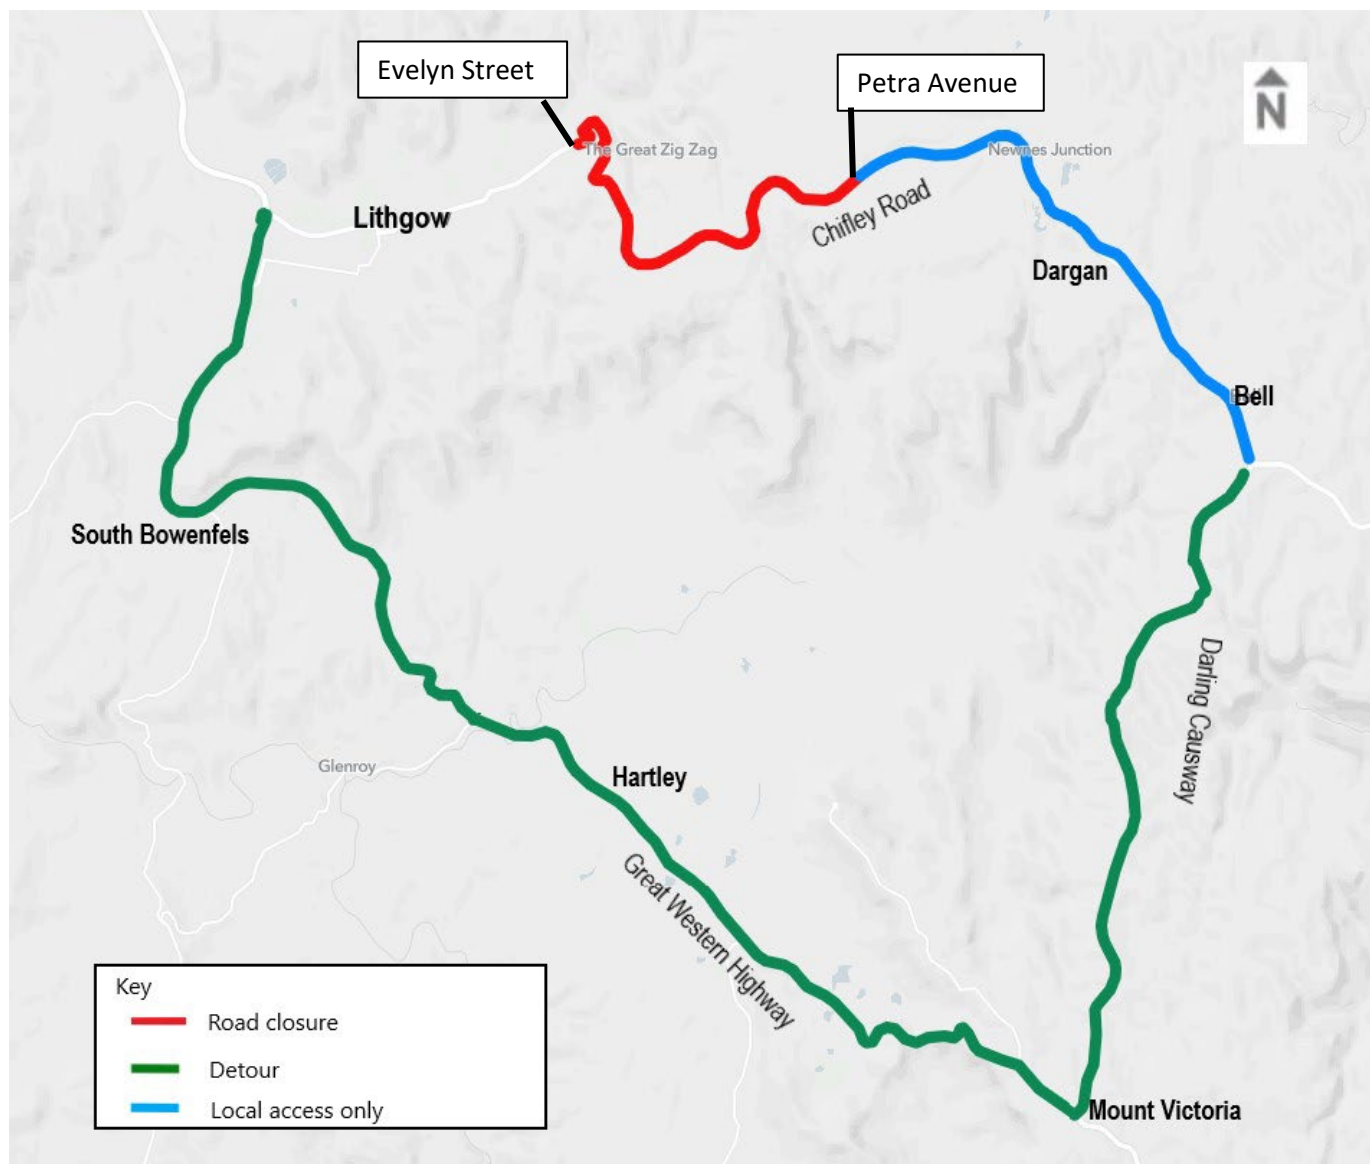 Evelyn Street
Petra Avenue
N
The Great Zig Zag
Newnes Junction
Lithgow
Chifley Road
Dargan
Bell
South Bowenfels
Darling Causway
Glenroy
Hartley
Great Western Highway
Key
Road closure
Detour
Local access only
Mount Victoria